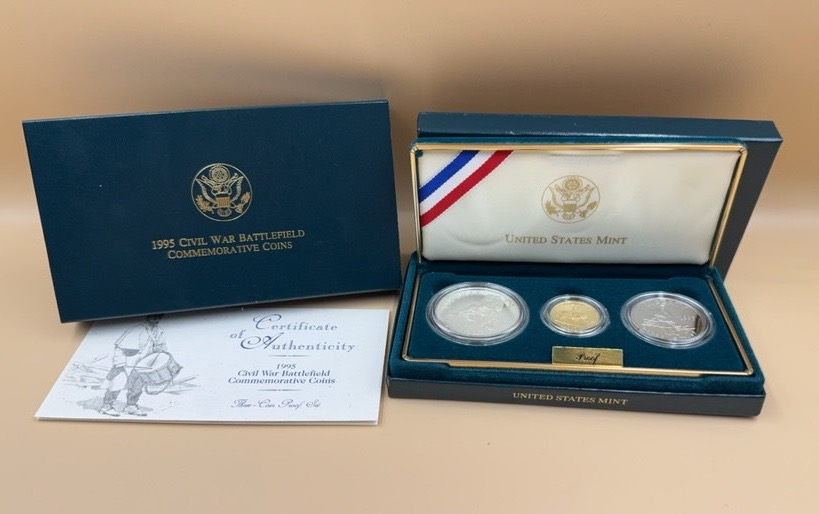 1995 CIVIL WAR BATTLEFIELD
COMMEMORATIVE COINS
UNITED STATES MINT
Proof
UNITED STATES MINT
Certificate
of Authenticity
1995
Civil War Battlefield
Commemorative Coins
Three-Coin Proof Set